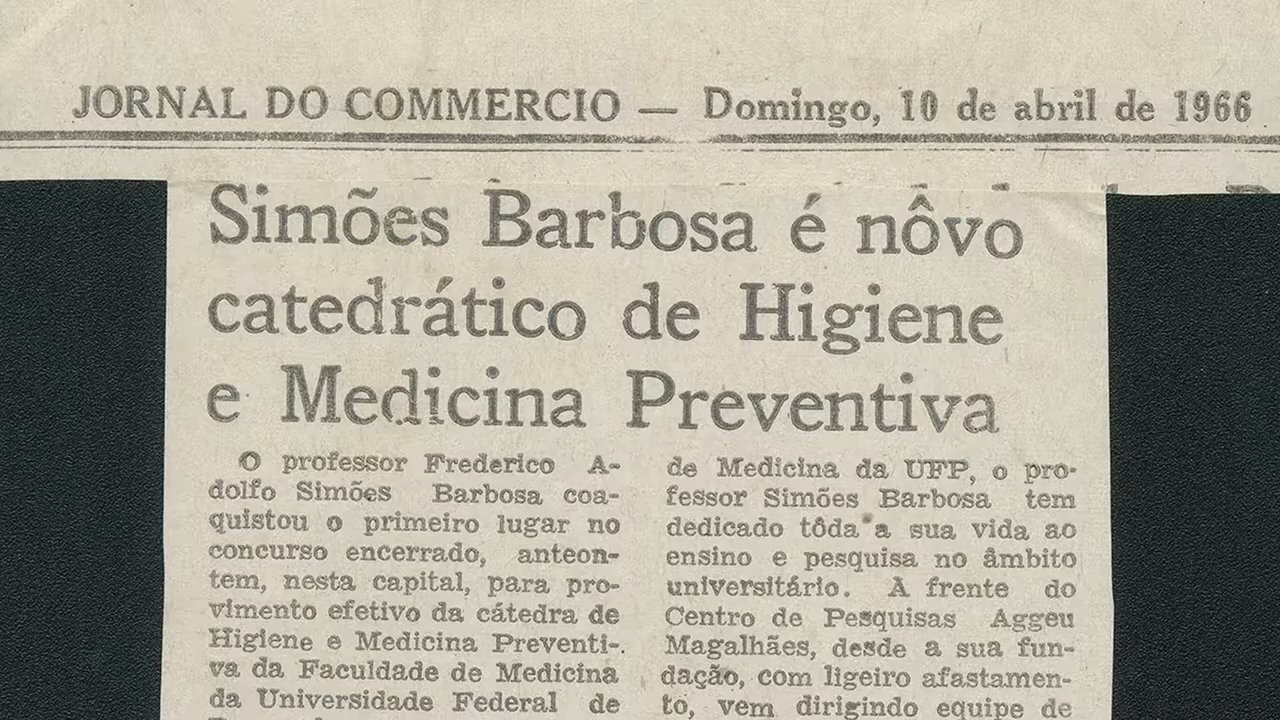 JORNAL DO COMMERCIO — Domingo, 10 de abril de 1966
Simões Barbosa é nôvo
catedrático de Higiene
e Medicina Preventiva
O professor Frederico A-
dolfo Simões Barbosa coa-
quistou o primeiro lugar no
concurso encerrado, anteon-
tem, nesta capital, para pro-
vimento efetivo da cátedra de
Higiene e Medicina Preventi-
va da Faculdade de Medicina
da Universidade Federal de
de Medicina da UFP, o pro-
fessor Simões Barbosa tem
dedicado tôda a sua vida ao
ensino e pesquisa no âmbito
universitário. A frente do
Centro de Pesquisas Aggeu
Magalhães, desde a sua fun-
dação, com ligeiro afastamen-
to, vem dirigindo equipe de